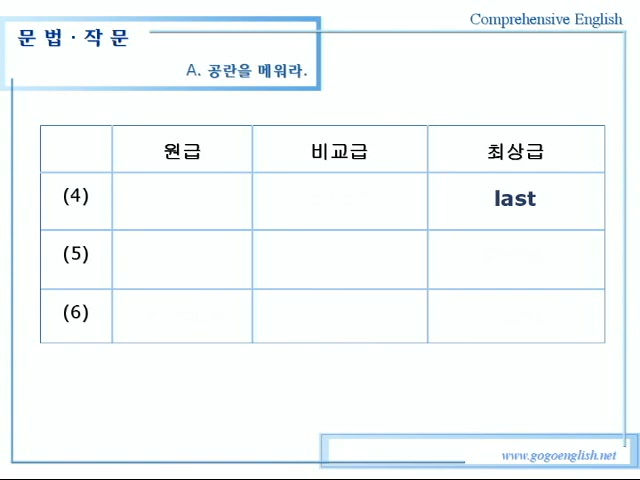 Comprehensive English
문 법 · 작 문
A. 공란을 메워라.
원급 비교급 최상급
(4) last
(5)
(6)
www.gogoenglish.net